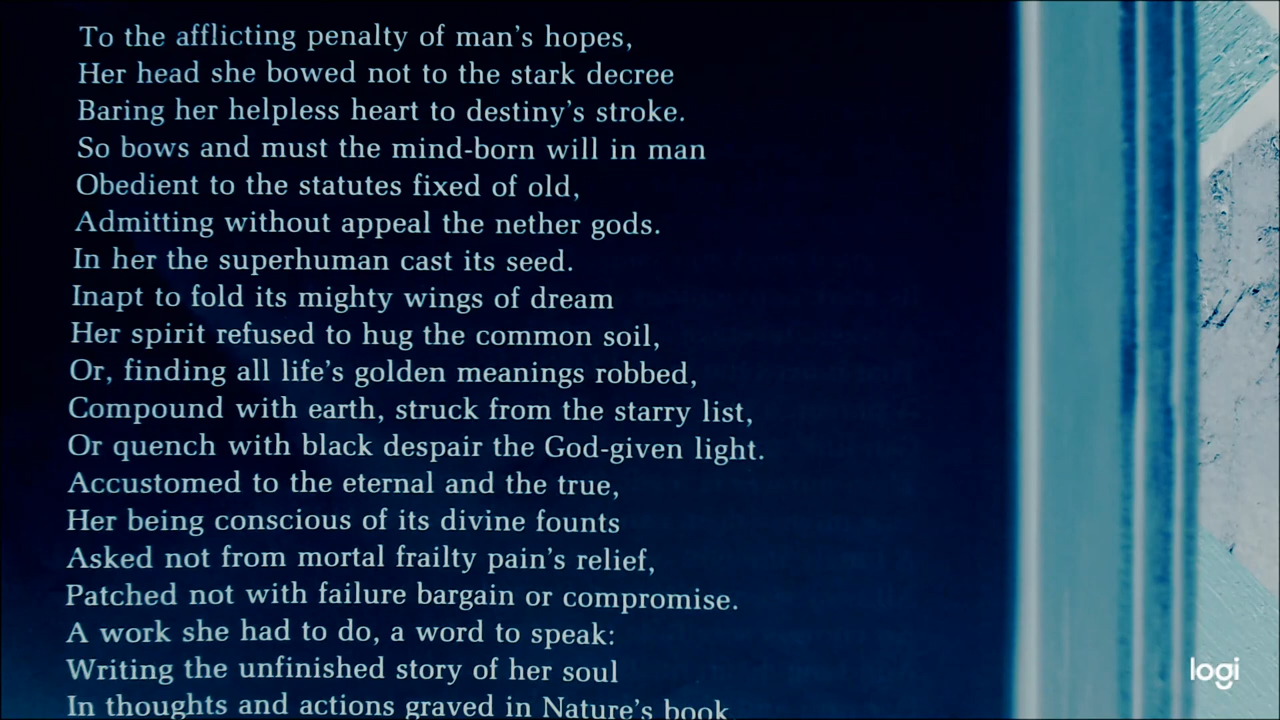 To the afflicting penalty of man's hopes,
Her head she bowed not to the stark decree
Baring her helpless heart to destiny's stroke.
So bows and must the mind-born will in man
Obedient to the statutes fixed of old,
Admitting without appeal the nether gods.
In her the superhuman cast its seed.
Inapt to fold its mighty wings of dream
Her spirit refused to hug the common soil,
Or, finding all life's golden meanings robbed,
Compound with earth, struck from the starry list,
Or quench with black despair the God-given light.
Accustomed to the eternal and the true,
Her being conscious of its divine founts
Asked not from mortal frailty pain's relief,
Patched not with failure bargain or compromise.
A work she had to do, a word to speak:
Writing the unfinished story of her soul
In thoughts and actions graved in Nature's book
logi